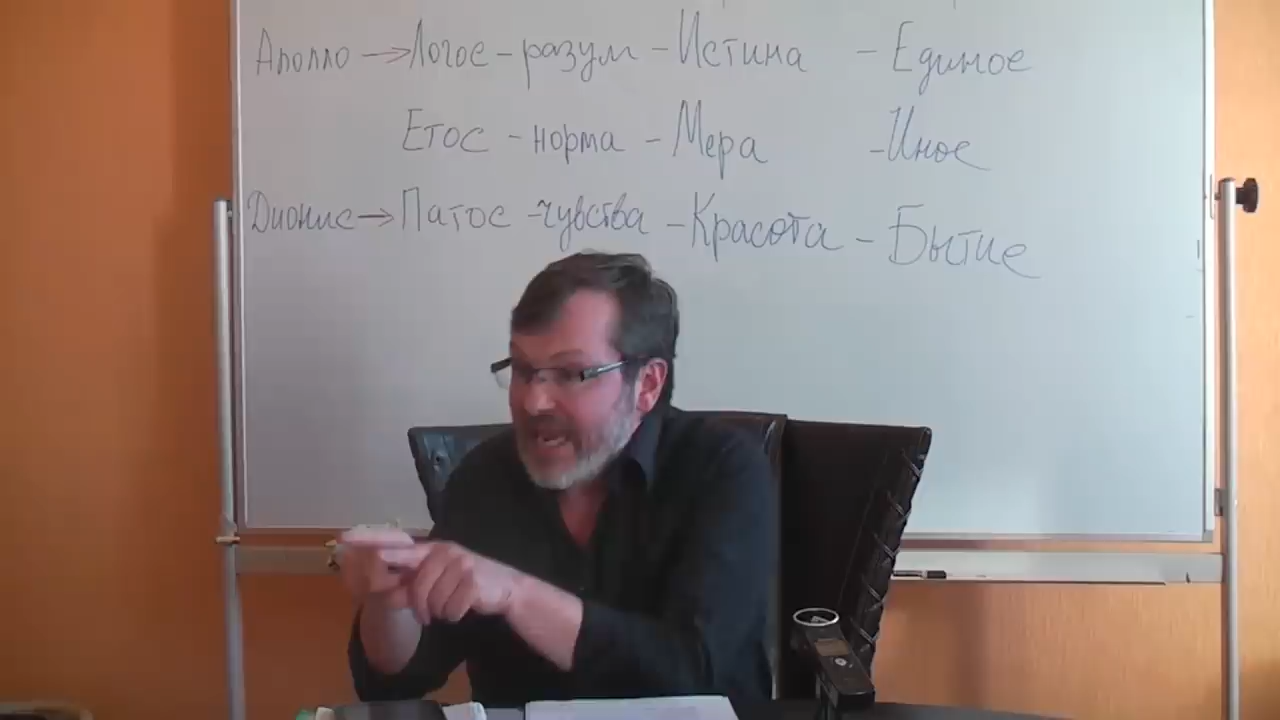 Аполло → Логос - разум - Истина - Единое
Етос - норма - Мера - Иное
Дионис → Патос - чувства - Красота - Бытие